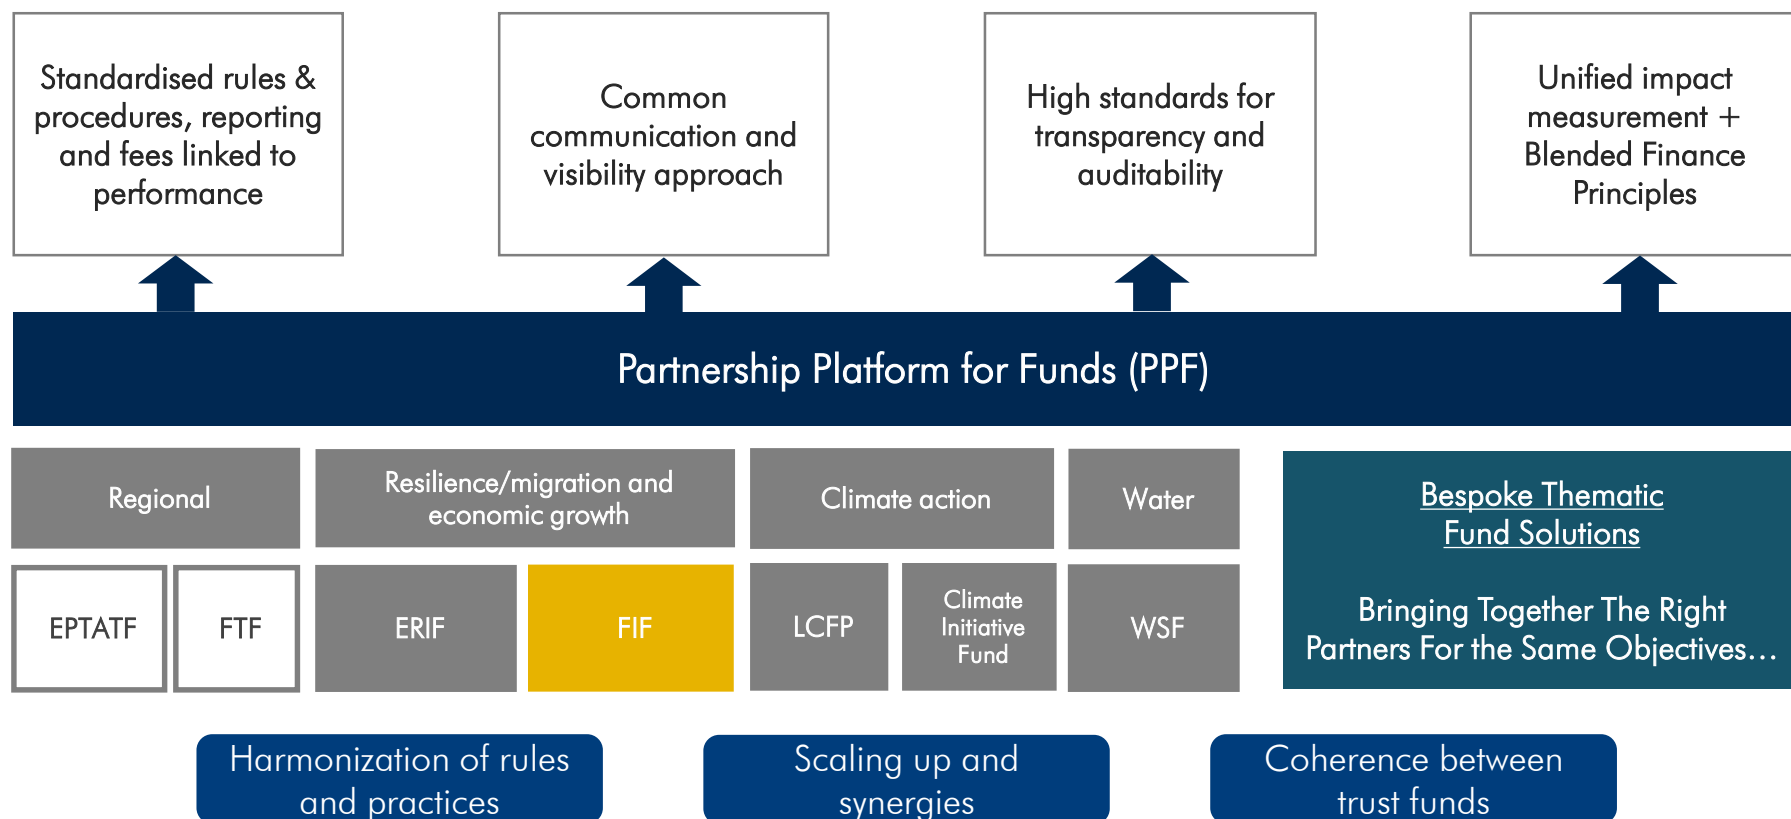 Standardised rules &
procedures, reporting
and fees linked to
performance
Common
communication and
visibility approach
High standards for
transparency and
auditability
Unified impact
measurement +
Blended Finance
Principles
Partnership Platform for Funds (PPF)
Regional
Resilience/migration and
economic growth
Climate action
Water
EPTATF
FTF
ERIF
FIF
LCFP
Climate
Initiative
Fund
WSF
Bespoke Thematic
Fund Solutions
Bringing Together The Right
Partners For the Same Objectives…
Harmonization of rules
and practices
Scaling up and
synergies
Coherence between
trust funds